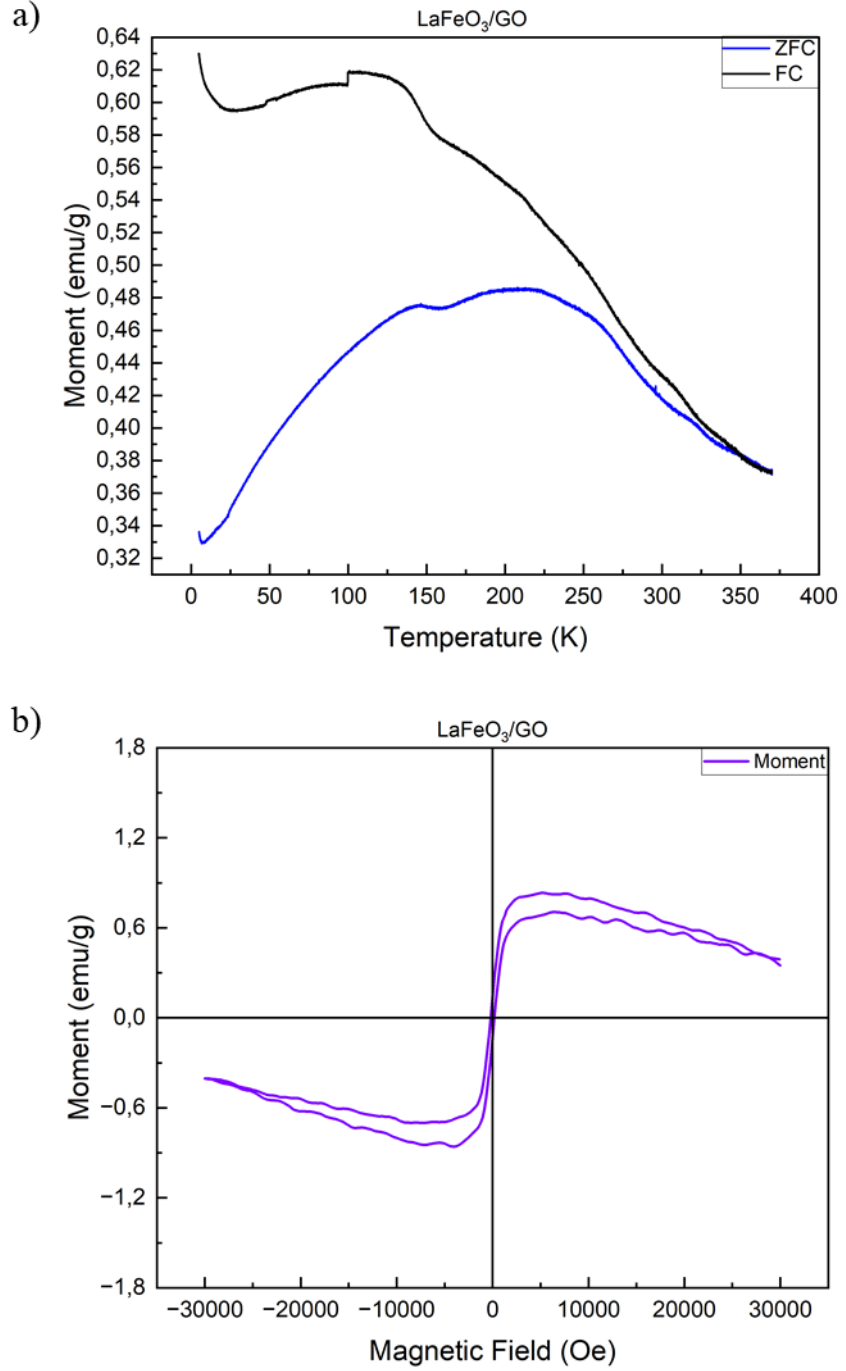 a)
LaFeO₃/GO
ZFC
FC
0,64
0,62
0,60
0,58
0,56
0,54
0,52
0,50
0,48
0,46
0,44
0,42
0,40
0,38
0,36
0,34
0,32
Moment (emu/g)
0 50 100 150 200 250 300 350 400
Temperature (K)
b)
LaFeO₃/GO
Moment
1,8
1,2
0,6
0,0
−0,6
−1,2
−1,8
Moment (emu/g)
−30000 −20000 −10000 0 10000 20000 30000
Magnetic Field (Oe)